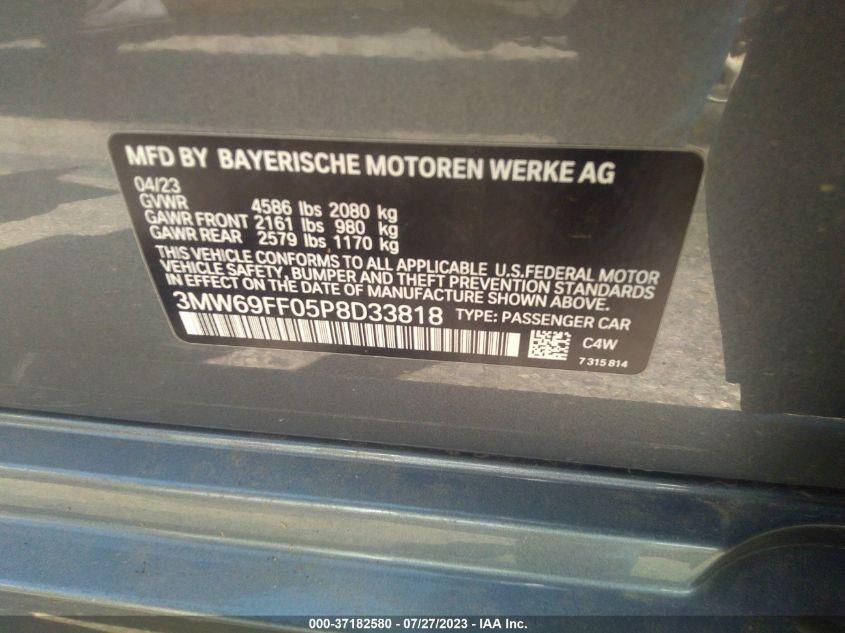 MFD BY BAYERISCHE MOTOREN WERKE AG
04/23
GVWR 4586 lbs 2080 kg
GAWR FRONT 2161 lbs 980 kg
GAWR REAR 2579 lbs 1170 kg
THIS VEHICLE CONFORMS TO ALL APPLICABLE U.S.FEDERAL MOTOR
VEHICLE SAFETY, BUMPER AND THEFT PREVENTION STANDARDS
IN EFFECT ON THE DATE OF MANUFACTURE SHOWN ABOVE.
3MW69FF05P8D33818 TYPE: PASSENGER CAR
C4W
7 315 814
000-37182580 - 07/27/2023 - IAA Inc.